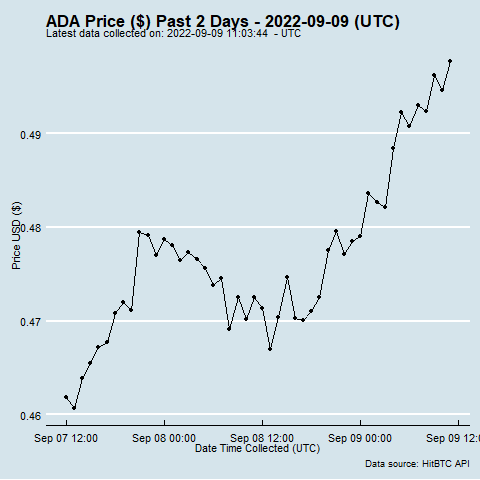 ADA Price ($) Past 2 Days - 2022-09-09 (UTC)
Latest data collected on: 2022-09-09 11:03:44 - UTC
Price USD ($)
0.49
0.48
0.47
0.46
Sep 07 12:00 Sep 08 00:00 Sep 08 12:00 Sep 09 00:00 Sep 09 12:0
Date Time Collected (UTC)
Data source: HitBTC API